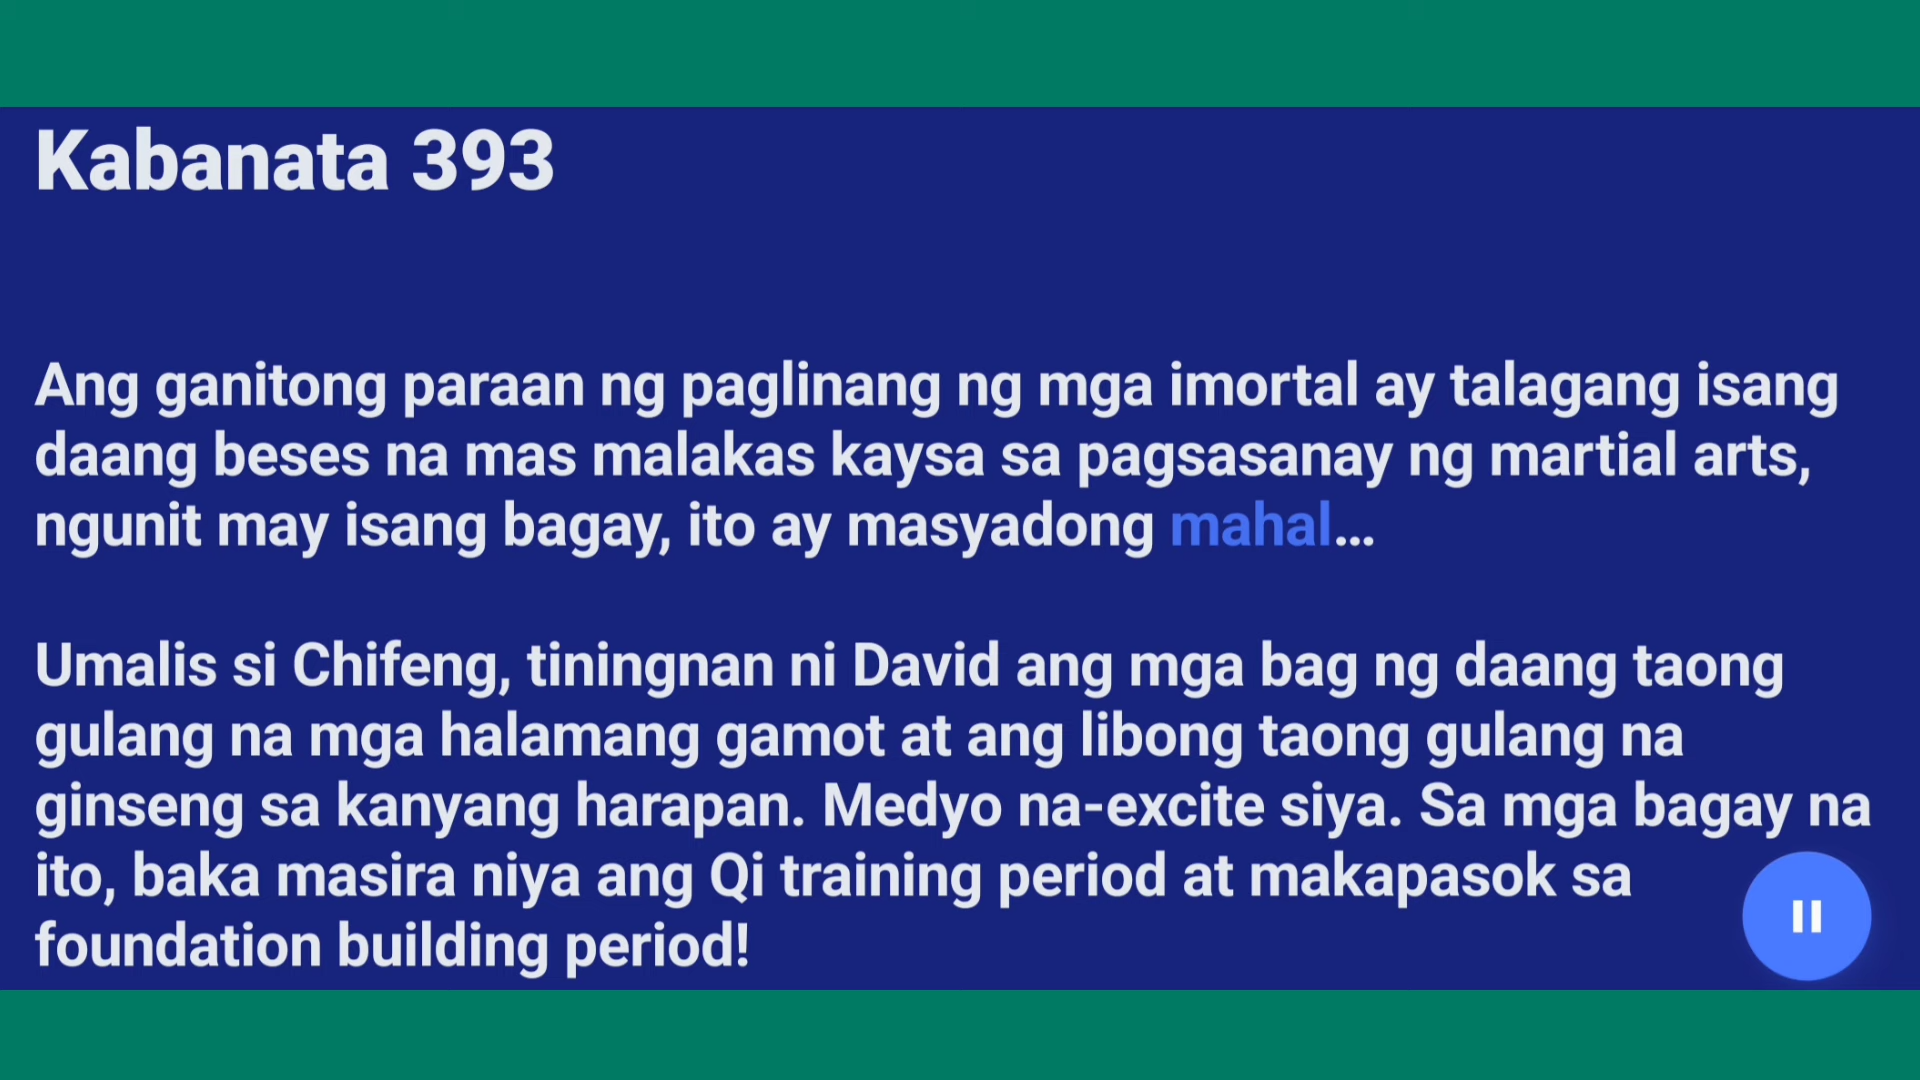 Kabanata 393
Ang ganitong paraan ng paglinang ng mga imortal ay talagang isang
daang beses na mas malakas kaysa sa pagsasanay ng martial arts,
ngunit may isang bagay, ito ay masyadong mahal...
Umalis si Chifeng, tiningnan ni David ang mga bag ng daang taong
gulang na mga halamang gamot at ang libong taong gulang na
ginseng sa kanyang harapan. Medyo na-excite siya. Sa mga bagay na
ito, baka masira niya ang Qi training period at makapasok sa
foundation building period!